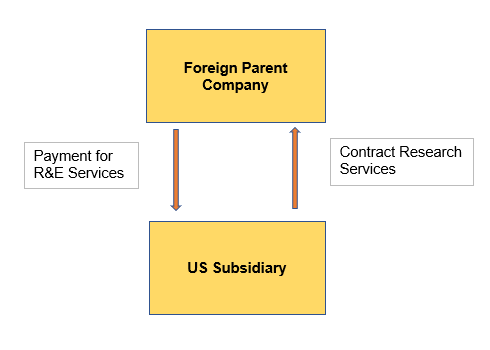 Foreign Parent
Company
Payment for
R&E Services
Contract Research
Services
US Subsidiary